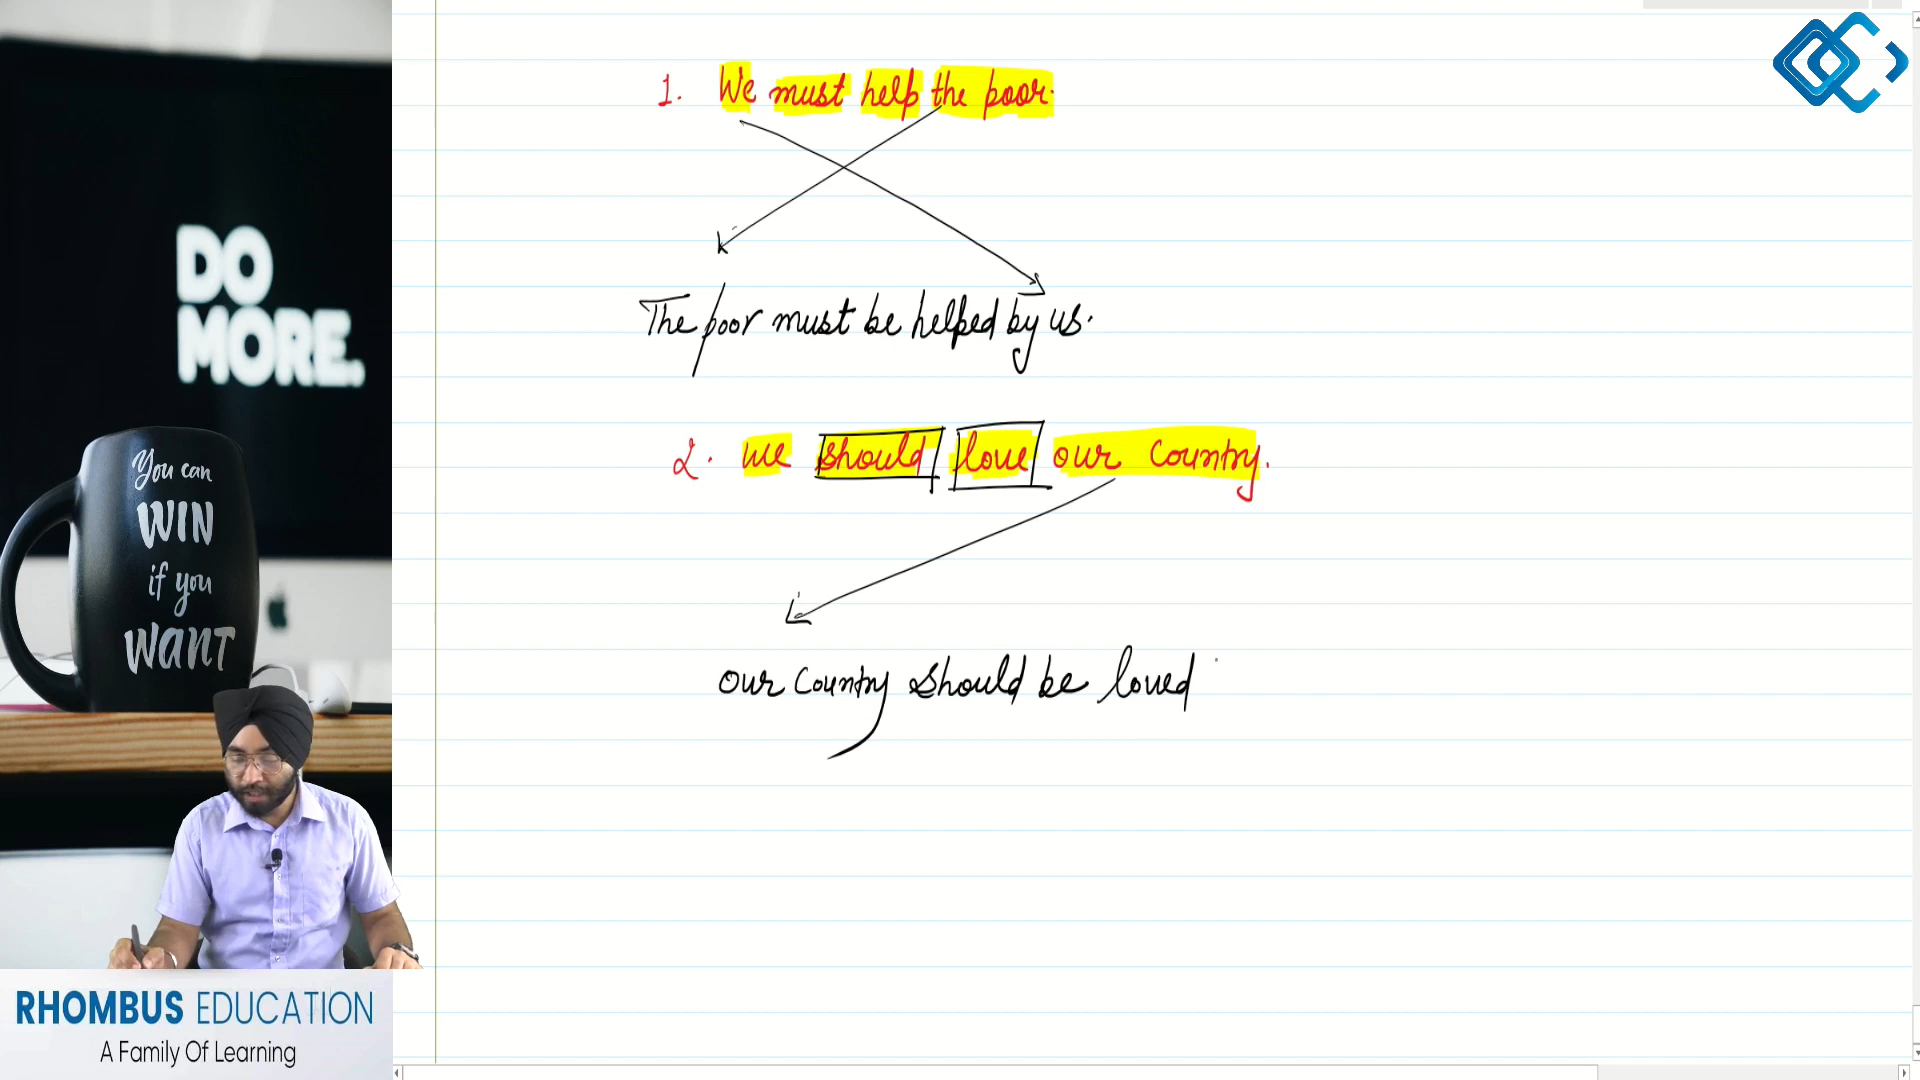 DO
MORE.
You can
WIN
if you
WANT
RHOMBUS EDUCATION
A Family Of Learning
1. We must help the poor.
The poor must be helped by us.
2. we should love our country.
our country should be loved